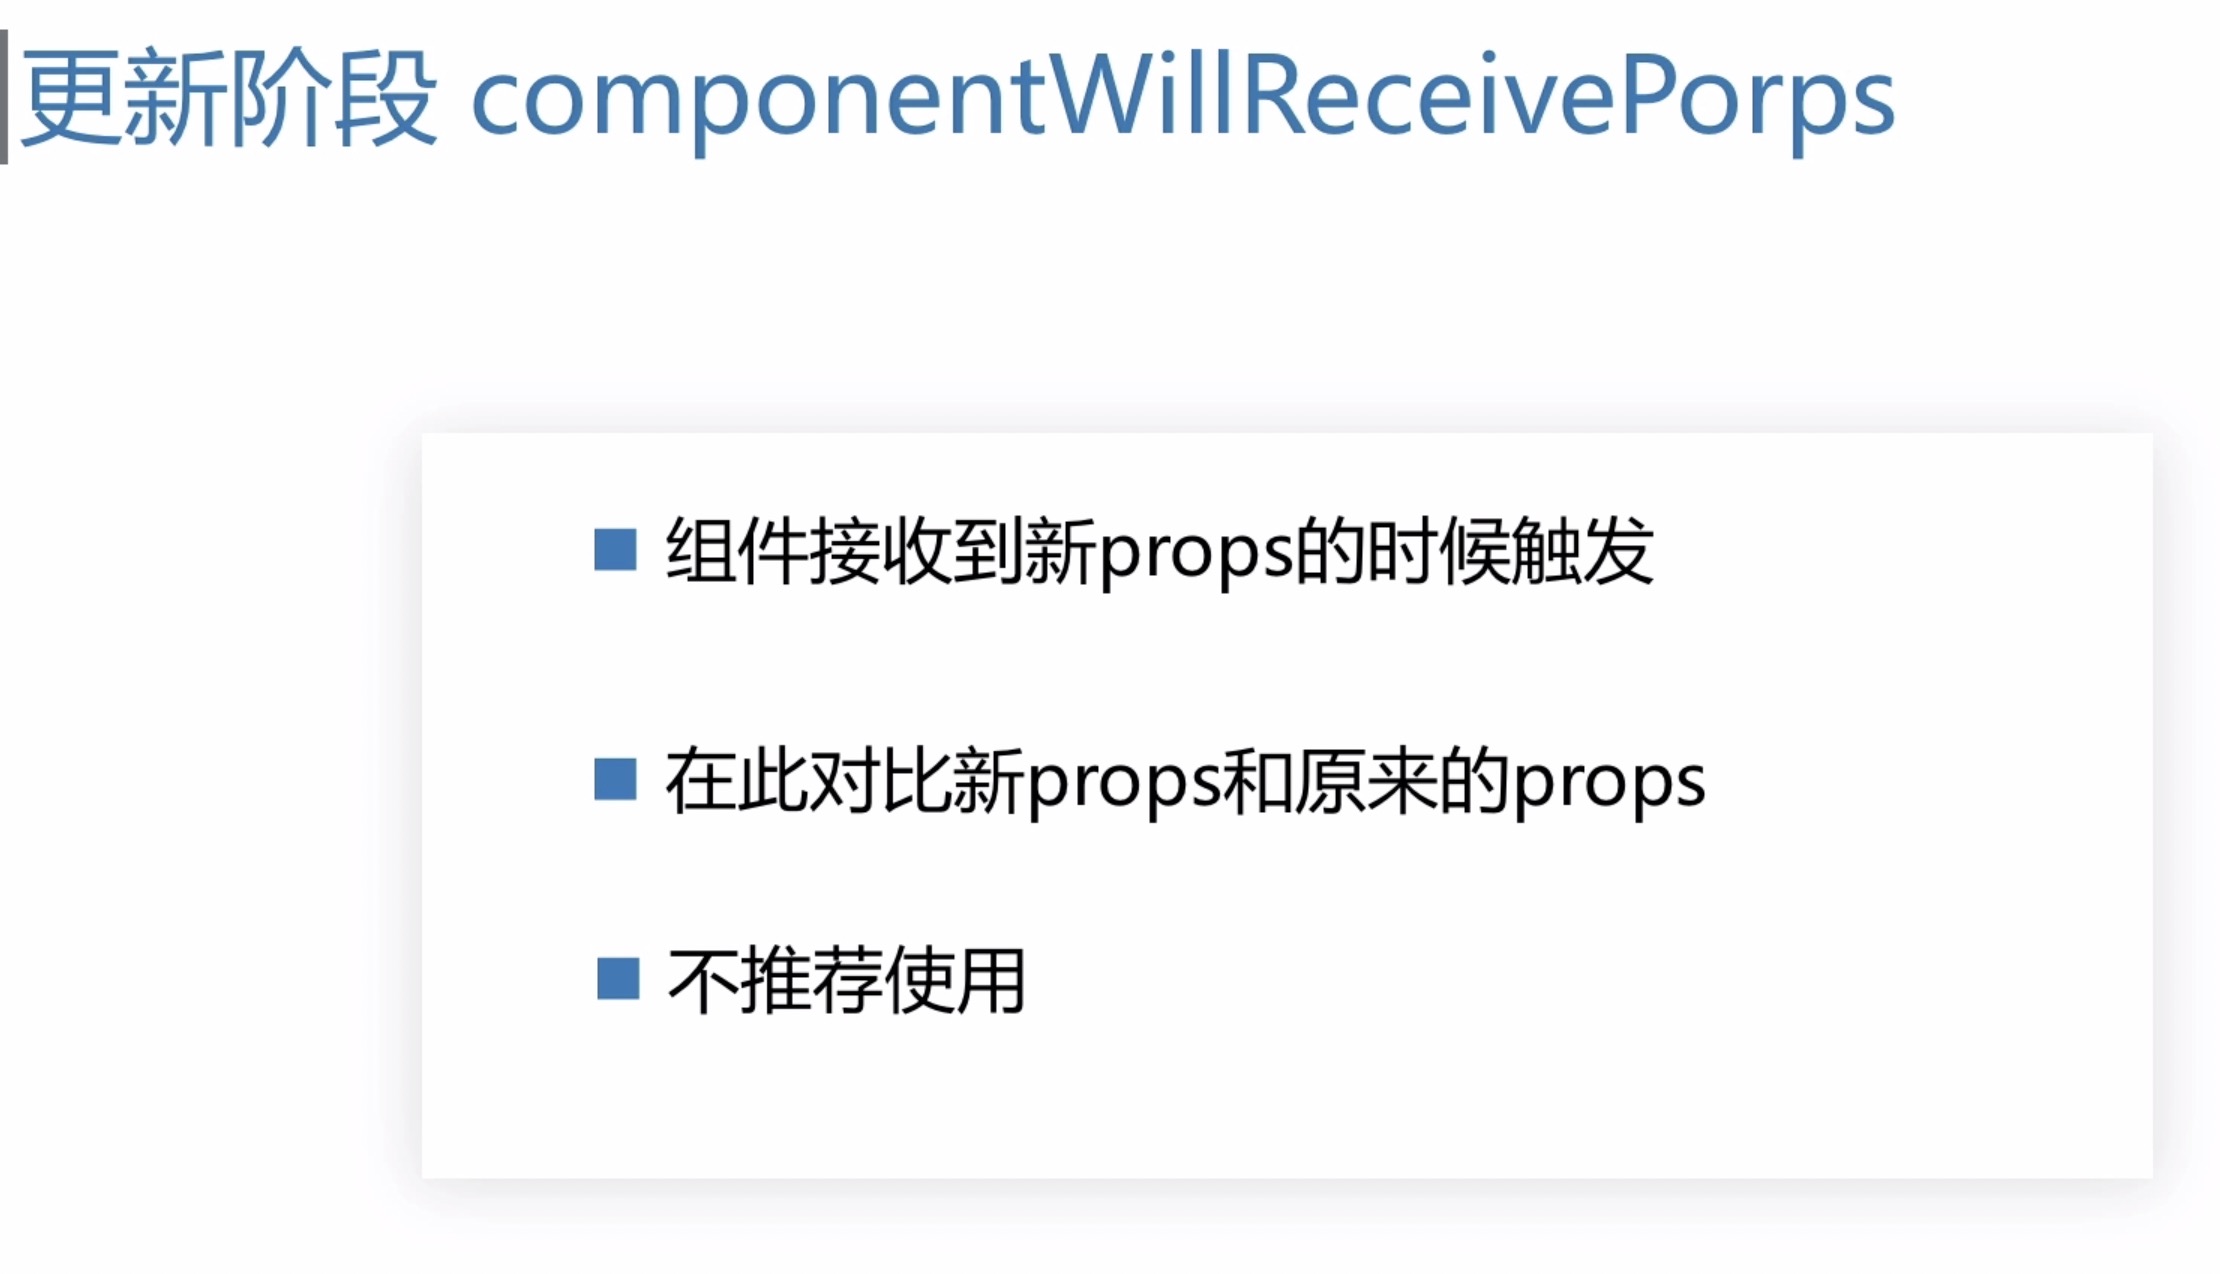 更新阶段 componentWillReceivePorps
组件接收到新props的时候触发
在此对比新props和原来的props
不推荐使用